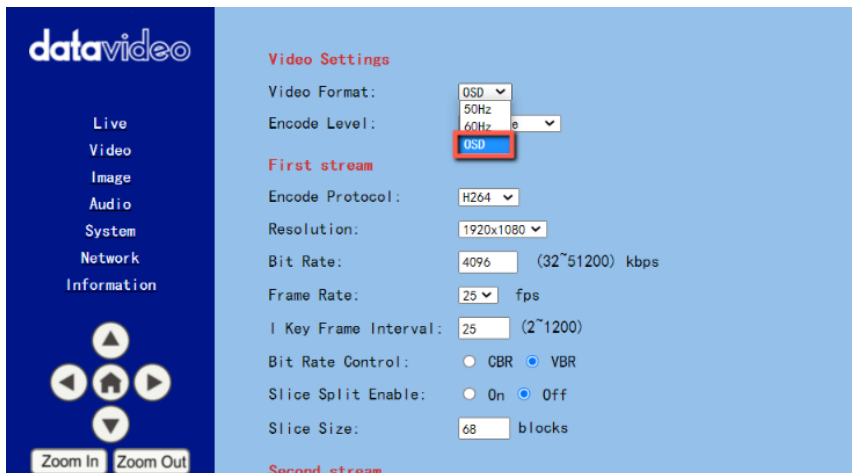 datavideo
Live
Video
Image
Audio
System
Network
Information
Zoom In Zoom Out
Video Settings
Video Format: OSD
50Hz
60Hz
OSD
Encode Level:
First stream
Encode Protocol: H264
Resolution: 1920x1080
Bit Rate: 4096 (32~51200) kbps
Frame Rate: 25 fps
I Key Frame Interval: 25 (2~1200)
Bit Rate Control: CBR VBR
Slice Split Enable: On Off
Slice Size: 68 blocks
Second stream